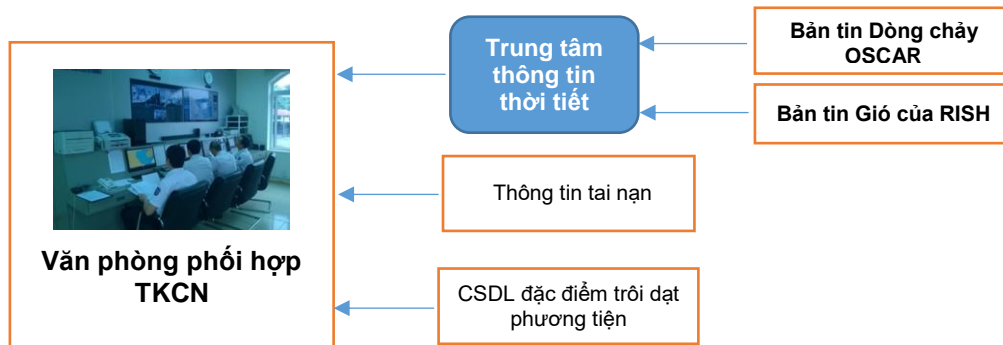 Trung tâm
thông tin
thời tiết
Bản tin Dòng chảy
OSCAR
Bản tin Gió của RISH
Thông tin tai nạn
Văn phòng phối hợp
TKCN
CSDL đặc điểm trôi dạt
phương tiện